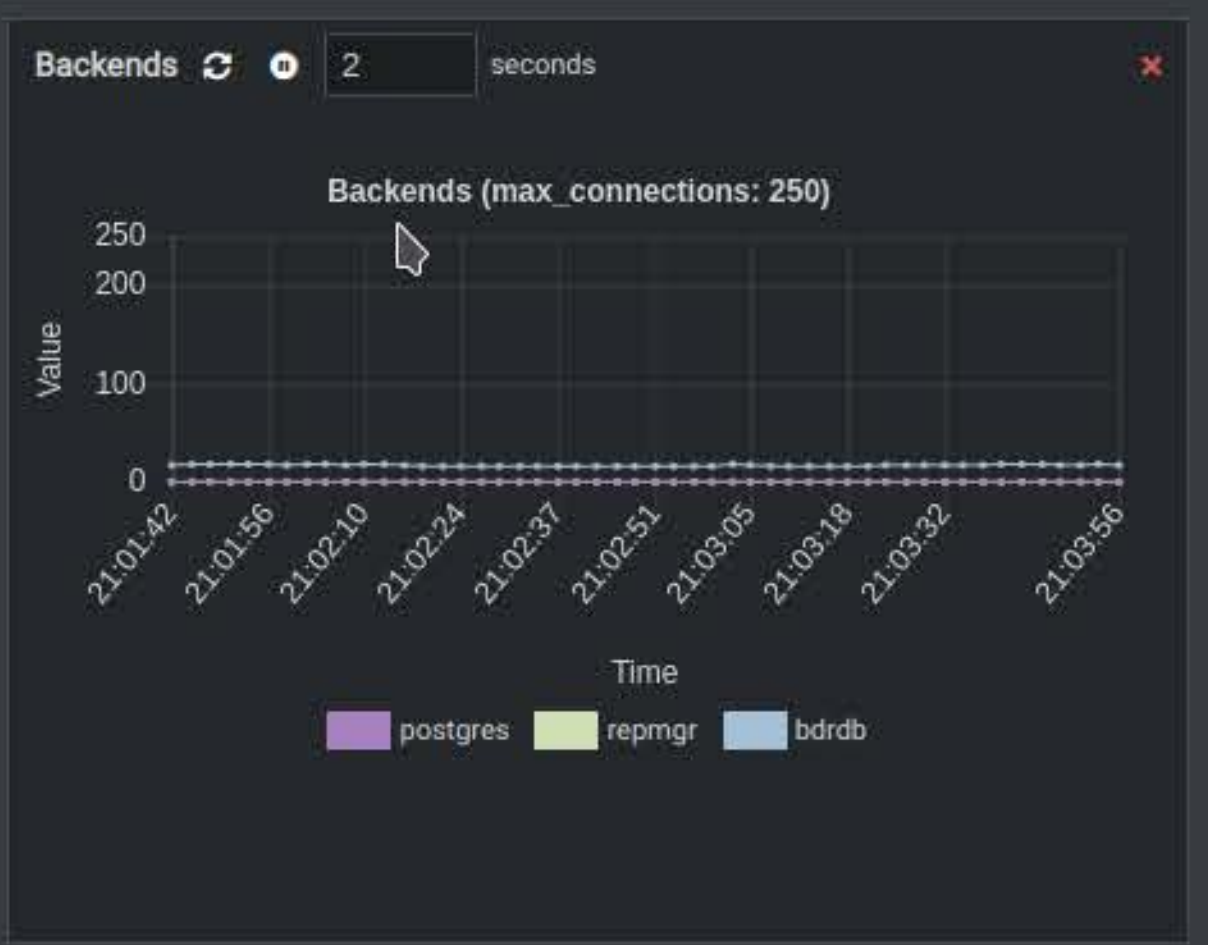 Backends 2 seconds
Backends (max_connections: 250)
250
200
100
0
Value
21:01:42 21:01:56 21:02:10 21:02:24 21:02:37 21:02:51 21:03:05 21:03:18 21:03:32 21:03:56
Time
postgres repmgr bdrdb